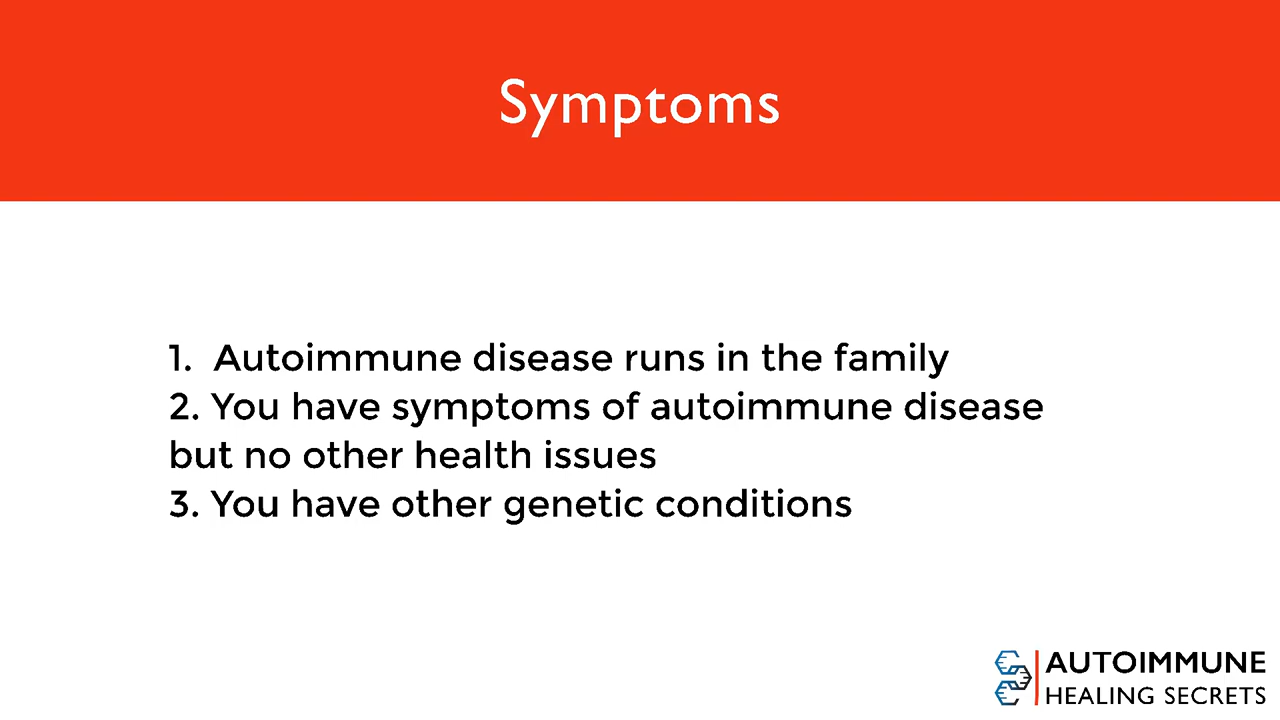 Symptoms
1. Autoimmune disease runs in the family
2. You have symptoms of autoimmune disease
but no other health issues
3. You have other genetic conditions
AUTOIMMUNE
HEALING SECRETS